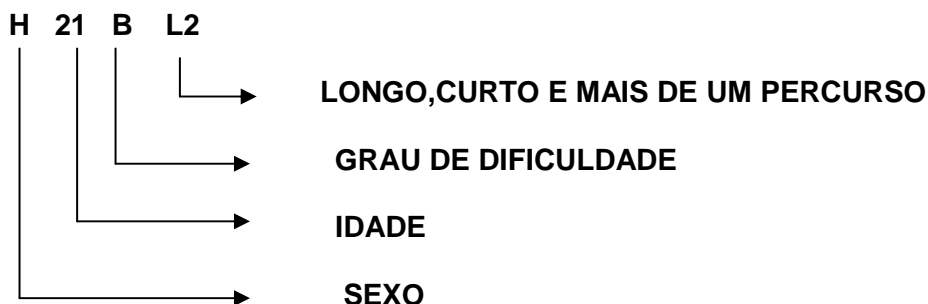 H 21 B L2
LONGO,CURTO E MAIS DE UM PERCURSO
GRAU DE DIFICULDADE
IDADE
SEXO